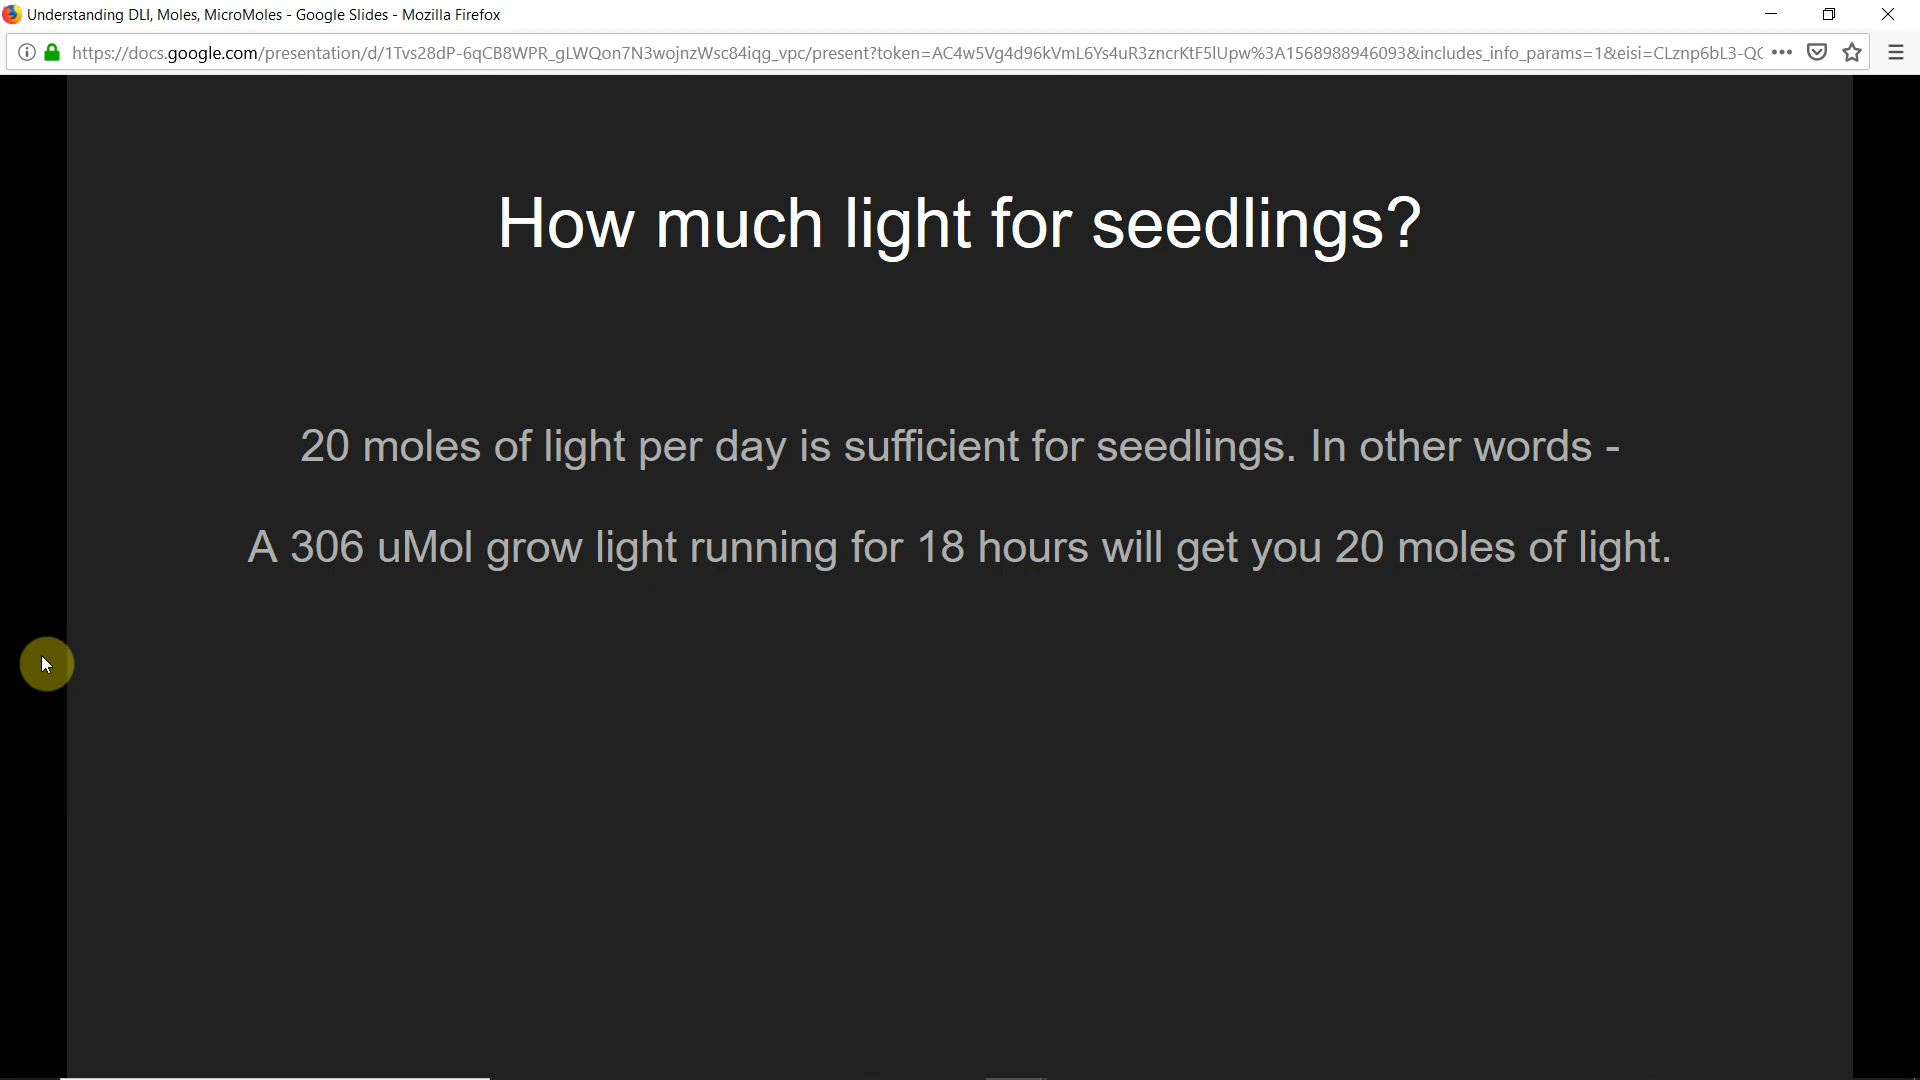 Understanding DLI, Moles, MicroMoles - Google Slides - Mozilla Firefox
https://docs.google.com/presentation/d/1Tvs28dP-6qCB8WPR_gLWQon7N3wojnzWsc84iqg_vpc/present?token=AC4w5Vg4d96kVmL6Ys4uR3zncrKtF5lUpw%3A1568988946093&includes_info_params=1&eisi=CLznp6bL3-QC
How much light for seedlings?
20 moles of light per day is sufficient for seedlings. In other words -
A 306 uMol grow light running for 18 hours will get you 20 moles of light.